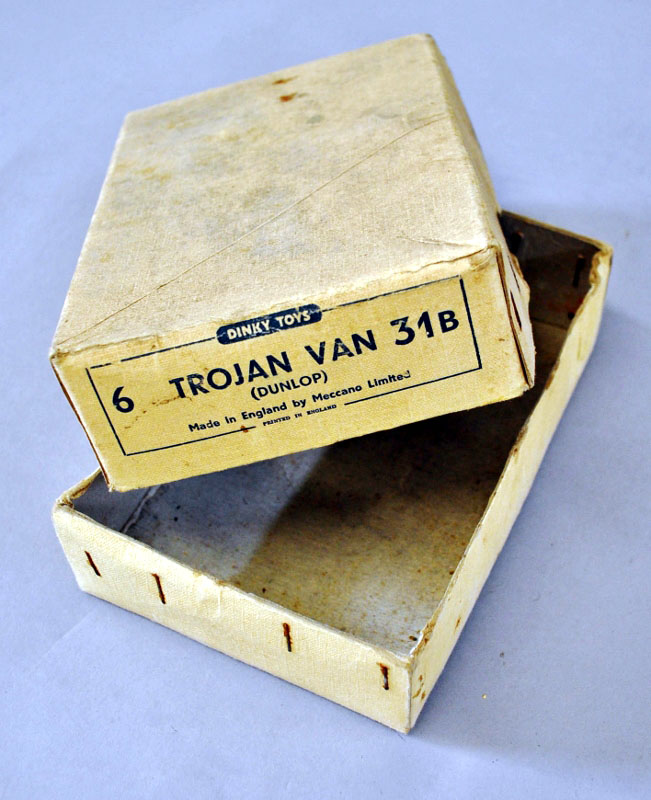 DINKY TOYS
6 TROJAN VAN 31B
(DUNLOP)
Made in England by Meccano Limited
PRINTED IN ENGLAND